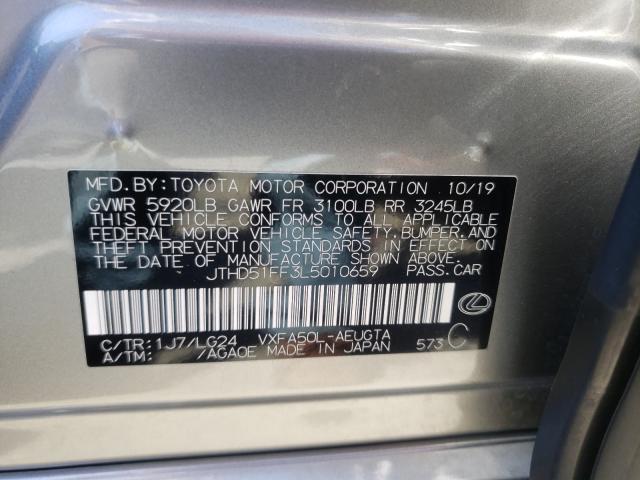 MFD. BY: TOYOTA MOTOR CORPORATION 10/19
GVWR 5920LB GAWR FR 3100LB RR 3245LB
THIS VEHICLE CONFORMS TO ALL APPLICABLE
FEDERAL MOTOR VEHICLE SAFETY, BUMPER, AND
THEFT PREVENTION STANDARDS IN EFFECT ON
THE DATE OF MANUFACTURE SHOWN ABOVE.
JTHD51FF3L5010659 PASS.CAR
C/TR: 1J7/LG24 VXFA50L-AEUGTA
A/TM: /AGA0E MADE IN JAPAN 573 C